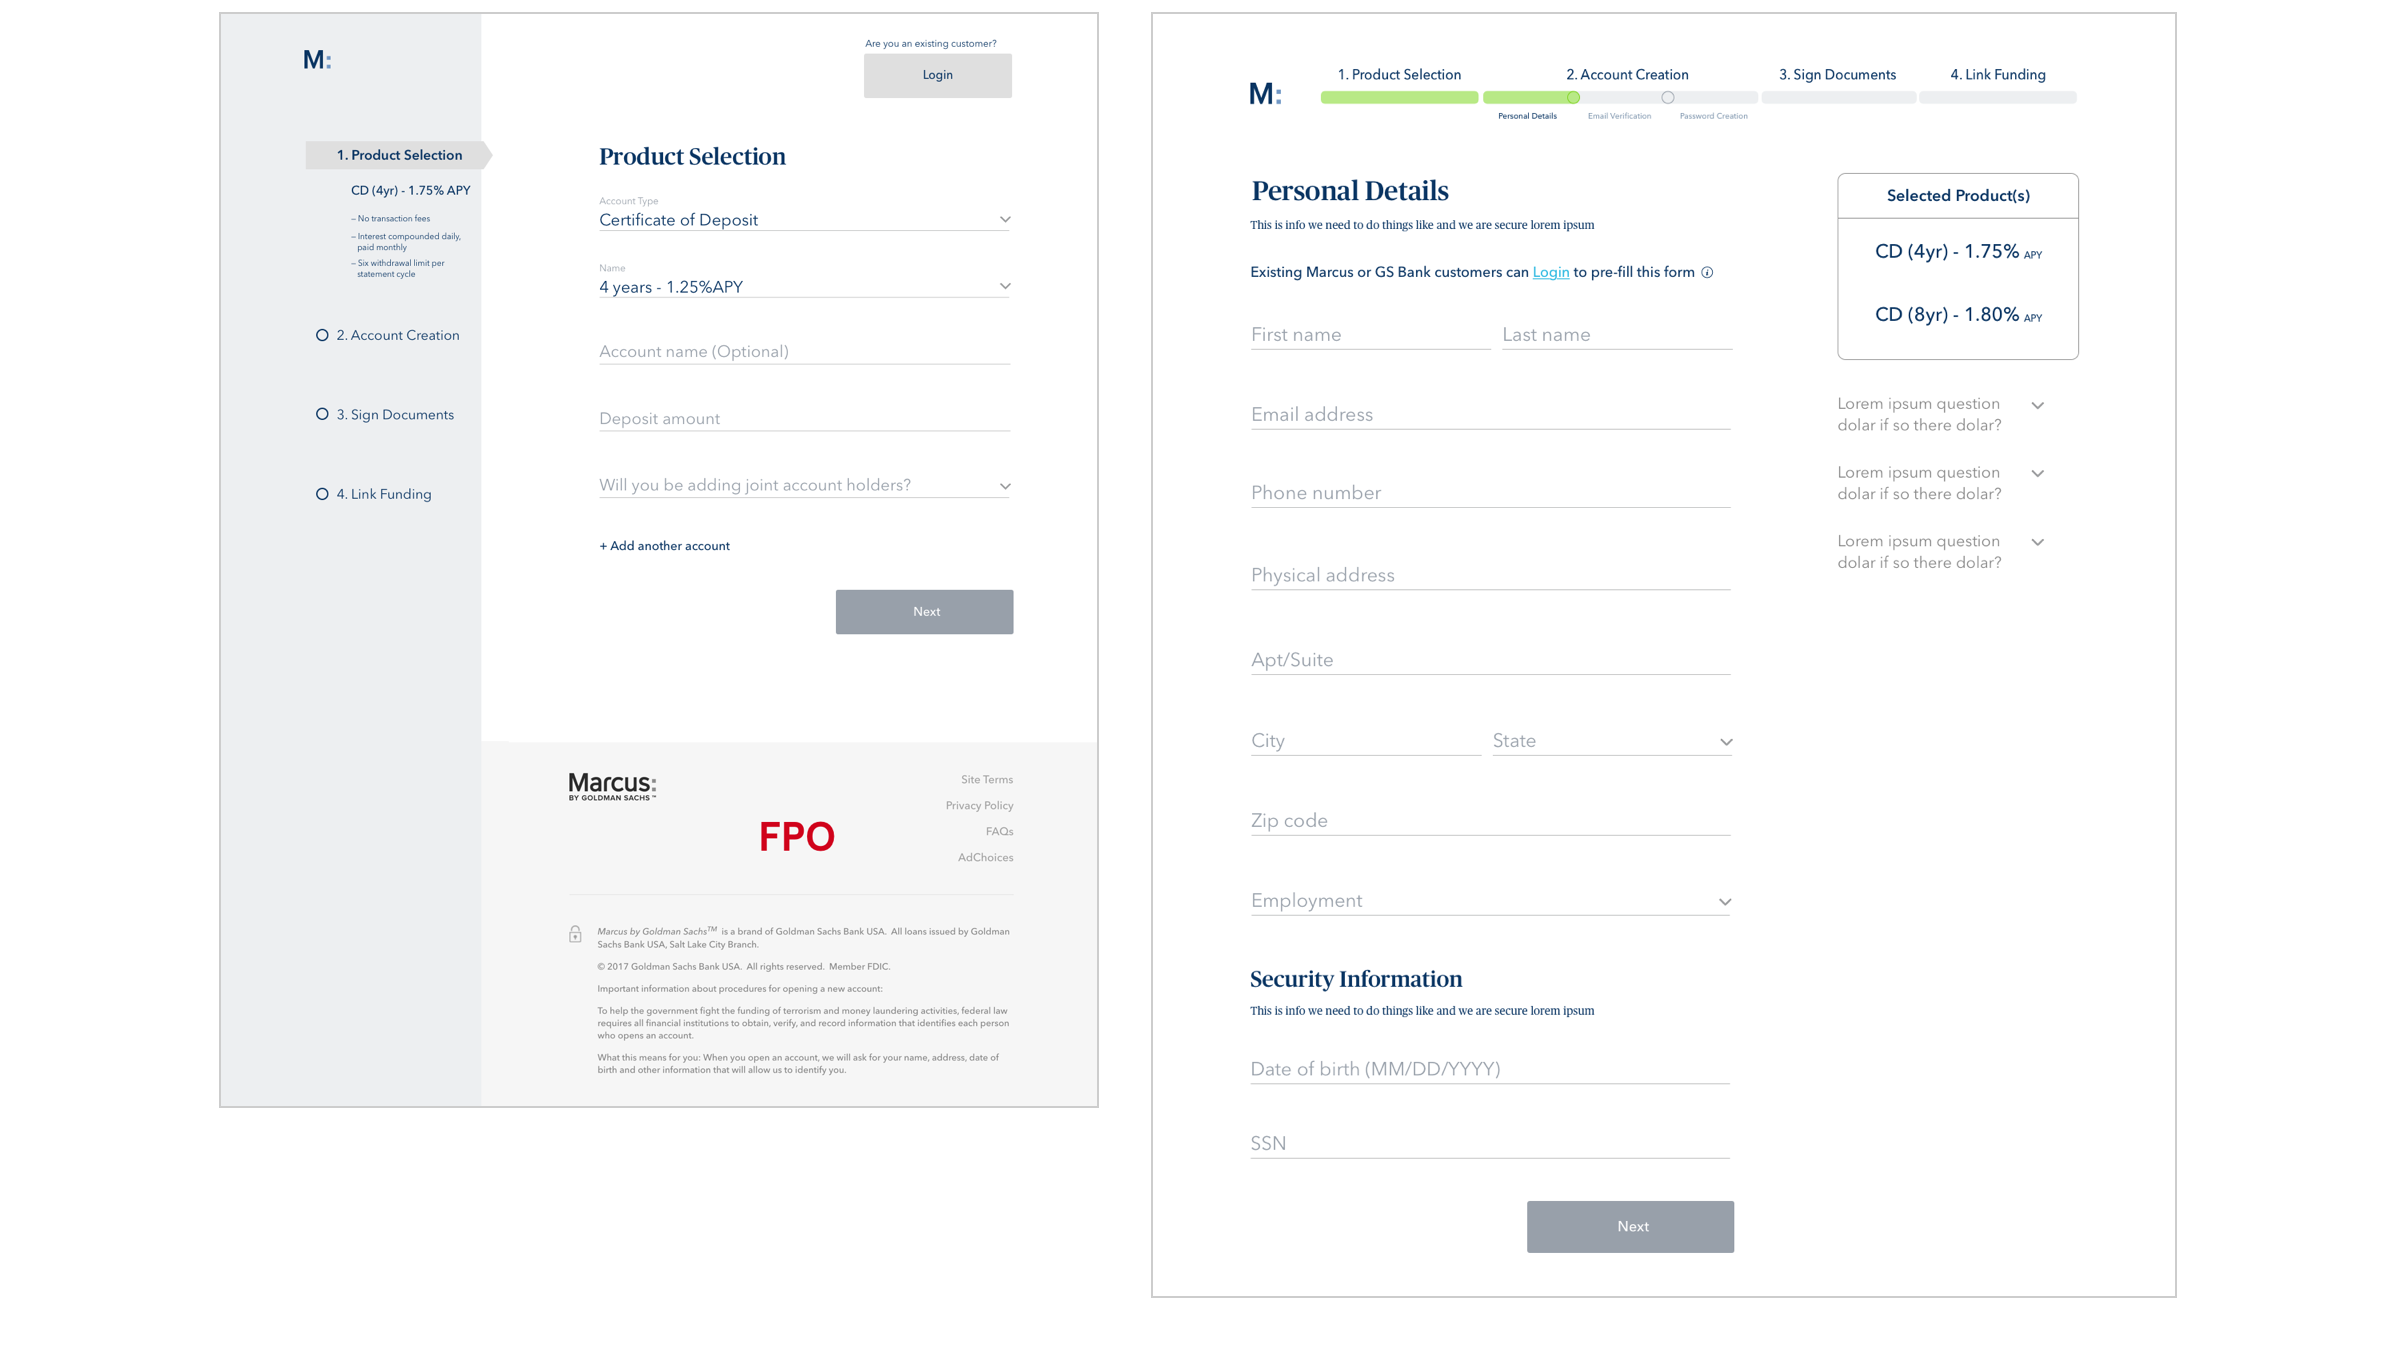 M:
Are you an existing customer?
Login
1. Product Selection
CD (4yr) - 1.75% APY
– No transaction fees
– Interest compounded daily,
paid monthly
– Six withdrawal limit per
statement cycle
2. Account Creation
3. Sign Documents
4. Link Funding
Product Selection
Account Type
Certificate of Deposit
Name
4 years - 1.25%APY
Account name (Optional)
Deposit amount
Will you be adding joint account holders?
+ Add another account
Next
Marcus:
BY GOLDMAN SACHS™
FPO
Site Terms
Privacy Policy
FAQs
AdChoices
Marcus by Goldman Sachs™ is a brand of Goldman Sachs Bank USA. All loans issued by Goldman
Sachs Bank USA, Salt Lake City Branch.
© 2017 Goldman Sachs Bank USA. All rights reserved. Member FDIC.
Important information about procedures for opening a new account:
To help the government fight the funding of terrorism and money laundering activities, federal law
requires all financial institutions to obtain, verify, and record information that identifies each person
who opens an account.
What this means for you: When you open an account, we will ask for your name, address, date of
birth and other information that will allow us to identify you.
M:
1. Product Selection
2. Account Creation
3. Sign Documents
4. Link Funding
Personal Details
Email Verification
Password Creation
Personal Details
This is info we need to do things like and we are secure lorem ipsum
Existing Marcus or GS Bank customers can Login to pre-fill this form
First name
Last name
Email address
Phone number
Physical address
Apt/Suite
City
State
Zip code
Employment
Security Information
This is info we need to do things like and we are secure lorem ipsum
Date of birth (MM/DD/YYYY)
SSN
Next
Selected Product(s)
CD (4yr) - 1.75% APY
CD (8yr) - 1.80% APY
Lorem ipsum question
dolar if so there dolar?
Lorem ipsum question
dolar if so there dolar?
Lorem ipsum question
dolar if so there dolar?